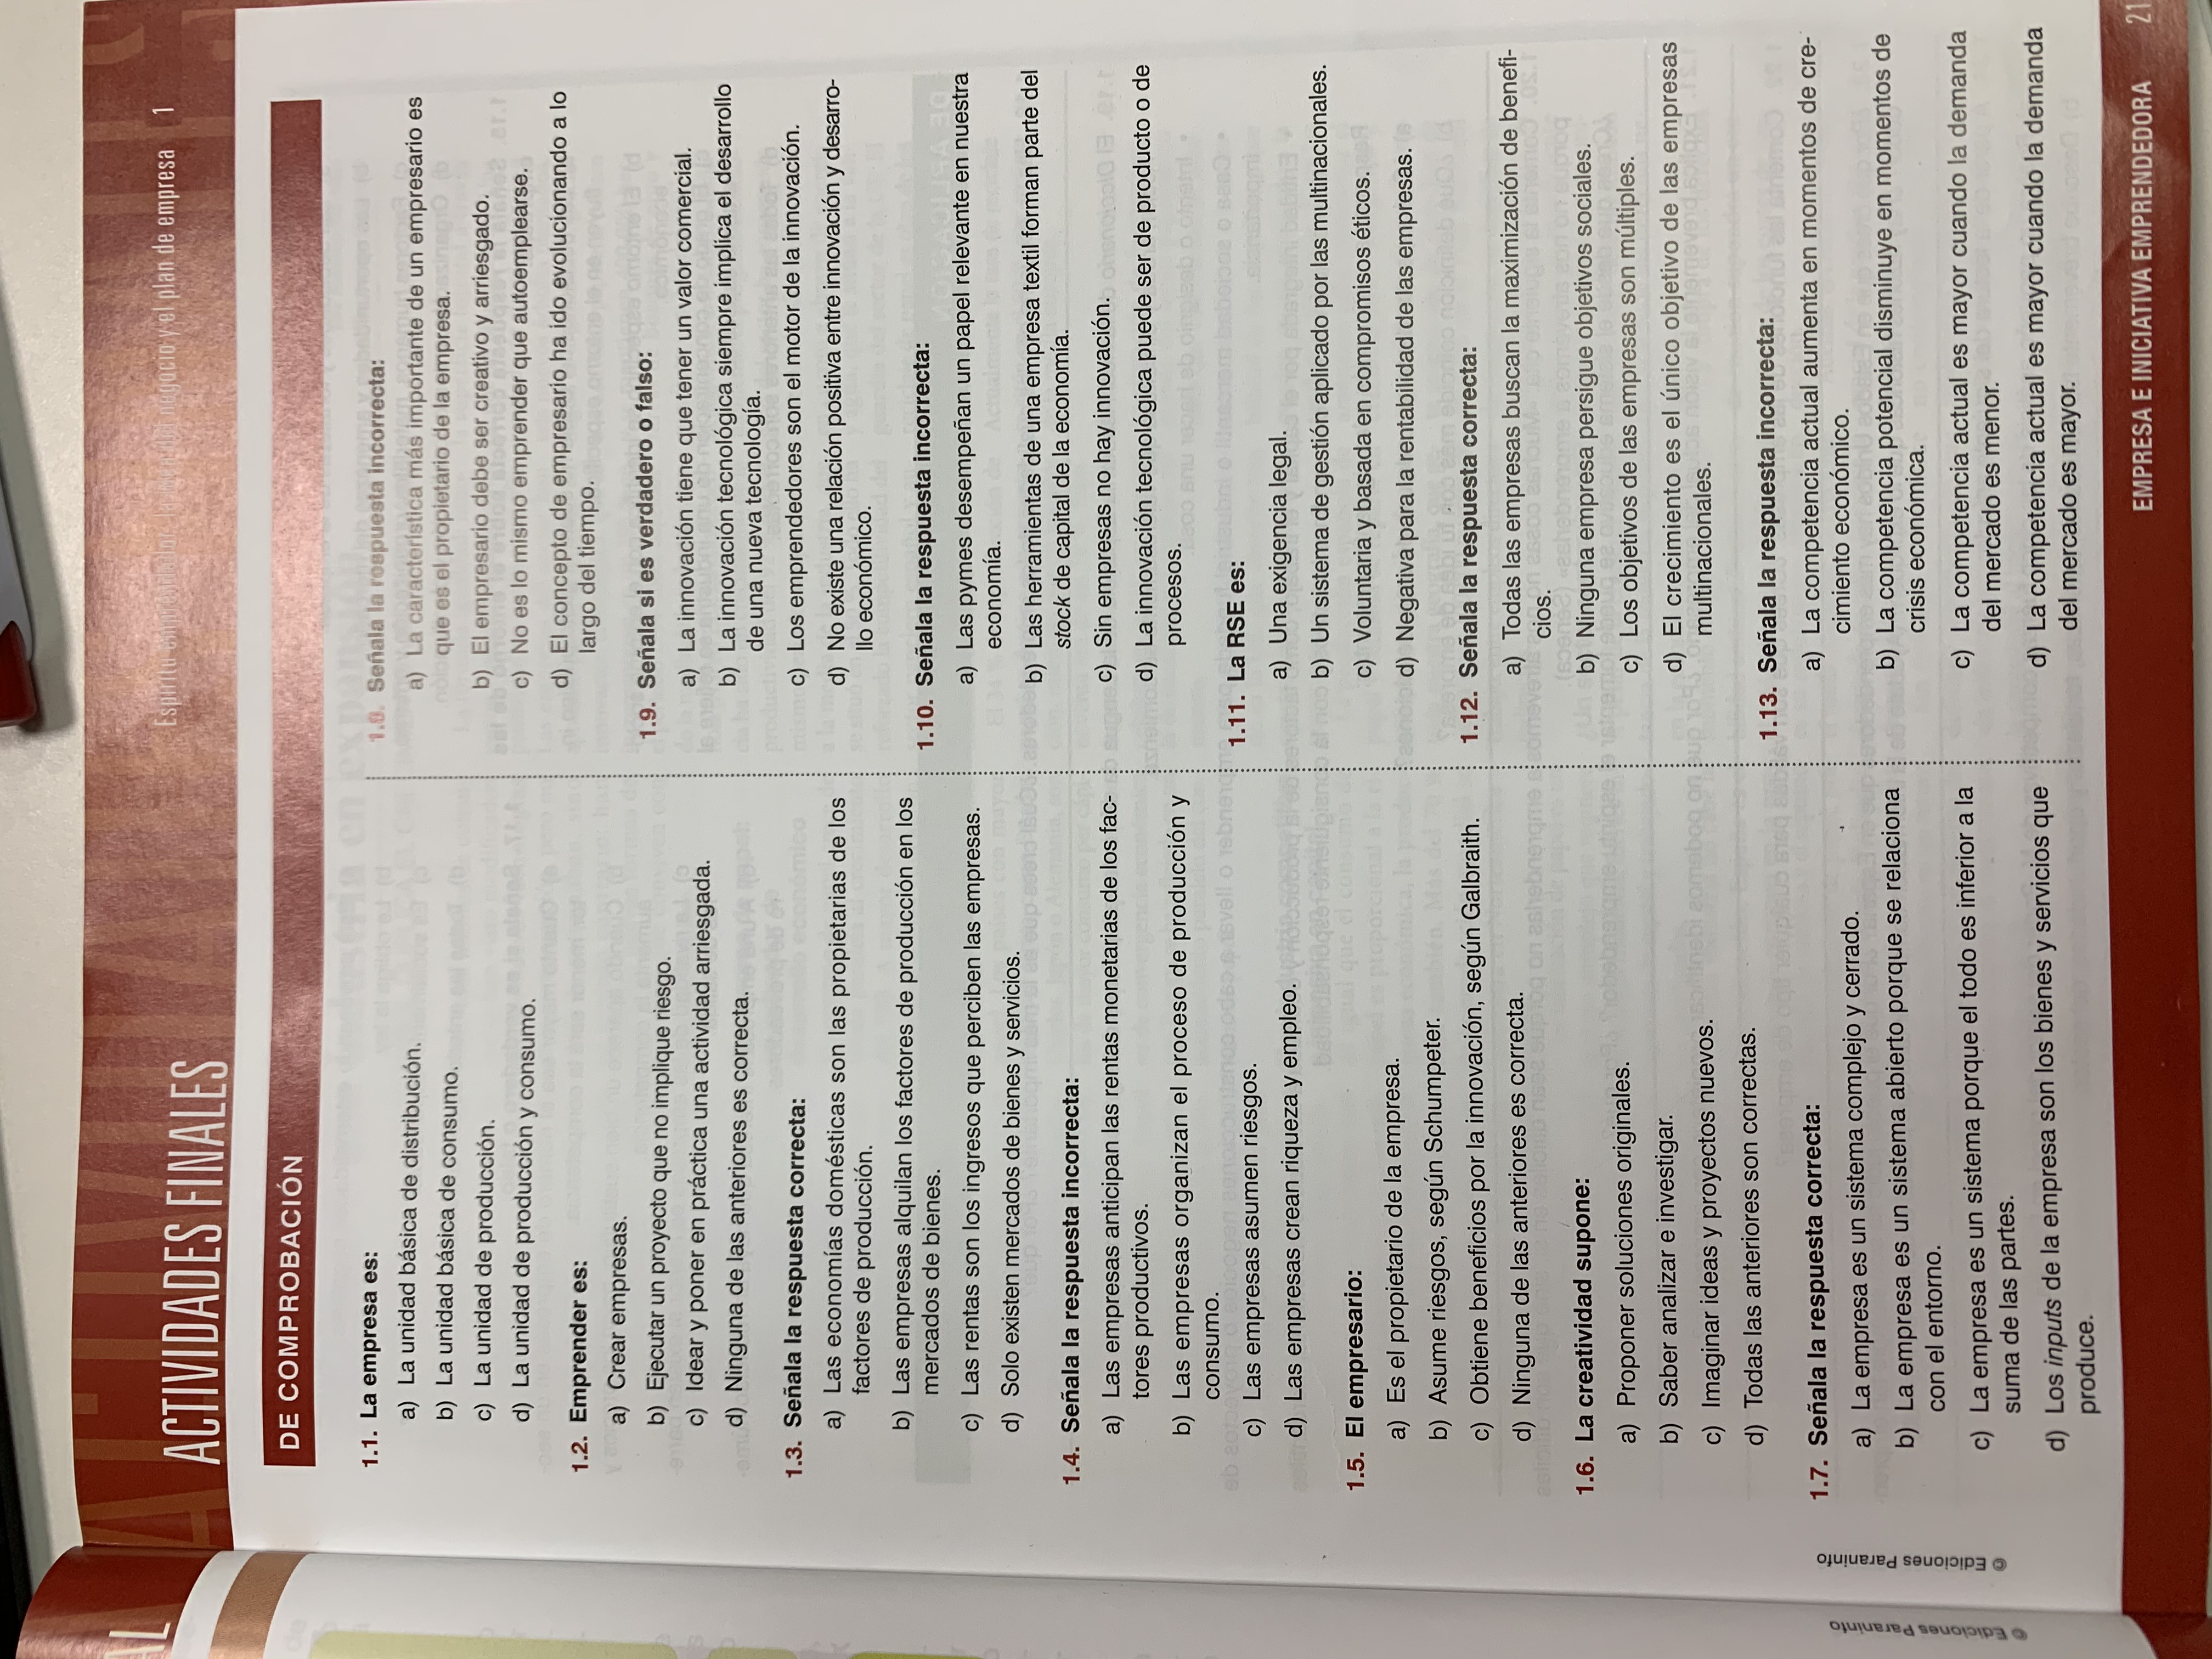 AL
ACTIVIDADES FINALES
Espíritu emprendedor, la idea del negocio y el plan de empresa 1
DE COMPROBACIÓN
1.1. La empresa es:
a) La unidad básica de distribución.
b) La unidad básica de consumo.
c) La unidad de producción.
d) La unidad de producción y consumo.
1.2. Emprender es:
a) Crear empresas.
b) Ejecutar un proyecto que no implique riesgo.
c) Idear y poner en práctica una actividad arriesgada.
d) Ninguna de las anteriores es correcta.
1.3. Señala la respuesta correcta:
a) Las economías domésticas son las propietarias de los
factores de producción.
b) Las empresas alquilan los factores de producción en los
mercados de bienes.
c) Las rentas son los ingresos que perciben las empresas.
d) Solo existen mercados de bienes y servicios.
1.4. Señala la respuesta incorrecta:
a) Las empresas anticipan las rentas monetarias de los fac-
tores productivos.
b) Las empresas organizan el proceso de producción y
consumo.
c) Las empresas asumen riesgos.
d) Las empresas crean riqueza y empleo.
1.5. El empresario:
a) Es el propietario de la empresa.
b) Asume riesgos, según Schumpeter.
c) Obtiene beneficios por la innovación, según Galbraith.
d) Ninguna de las anteriores es correcta.
1.6. La creatividad supone:
a) Proponer soluciones originales.
b) Saber analizar e investigar.
c) Imaginar ideas y proyectos nuevos.
d) Todas las anteriores son correctas.
1.7. Señala la respuesta correcta:
a) La empresa es un sistema complejo y cerrado.
b) La empresa es un sistema abierto porque se relaciona
con el entorno.
c) La empresa es un sistema porque el todo es inferior a la
suma de las partes.
d) Los inputs de la empresa son los bienes y servicios que
produce.
1.8. Señala la respuesta incorrecta:
a) La característica más importante de un empresario es
que es el propietario de la empresa.
b) El empresario debe ser creativo y arriesgado.
c) No es lo mismo emprender que autoemplearse.
d) El concepto de empresario ha ido evolucionando a lo
largo del tiempo.
1.9. Señala si es verdadero o falso:
a) La innovación tiene que tener un valor comercial.
b) La innovación tecnológica siempre implica el desarrollo
de una nueva tecnología.
c) Los emprendedores son el motor de la innovación.
d) No existe una relación positiva entre innovación y desarro-
llo económico.
1.10. Señala la respuesta incorrecta:
a) Las pymes desempeñan un papel relevante en nuestra
economía.
b) Las herramientas de una empresa textil forman parte del
stock de capital de la economía.
c) Sin empresas no hay innovación.
d) La innovación tecnológica puede ser de producto o de
procesos.
1.11. La RSE es:
a) Una exigencia legal.
b) Un sistema de gestión aplicado por las multinacionales.
c) Voluntaria y basada en compromisos éticos.
d) Negativa para la rentabilidad de las empresas.
1.12. Señala la respuesta correcta:
a) Todas las empresas buscan la maximización de benefi-
cios.
b) Ninguna empresa persigue objetivos sociales.
c) Los objetivos de las empresas son múltiples.
d) El crecimiento es el único objetivo de las empresas
multinacionales.
1.13. Señala la respuesta incorrecta:
a) La competencia actual aumenta en momentos de cre-
cimiento económico.
b) La competencia potencial disminuye en momentos de
crisis económica.
c) La competencia actual es mayor cuando la demanda
del mercado es menor.
d) La competencia actual es mayor cuando la demanda
del mercado es mayor.
© Ediciones Paraninfo
© Ediciones Paraninfo
EMPRESA E INICIATIVA EMPRENDEDORA 21